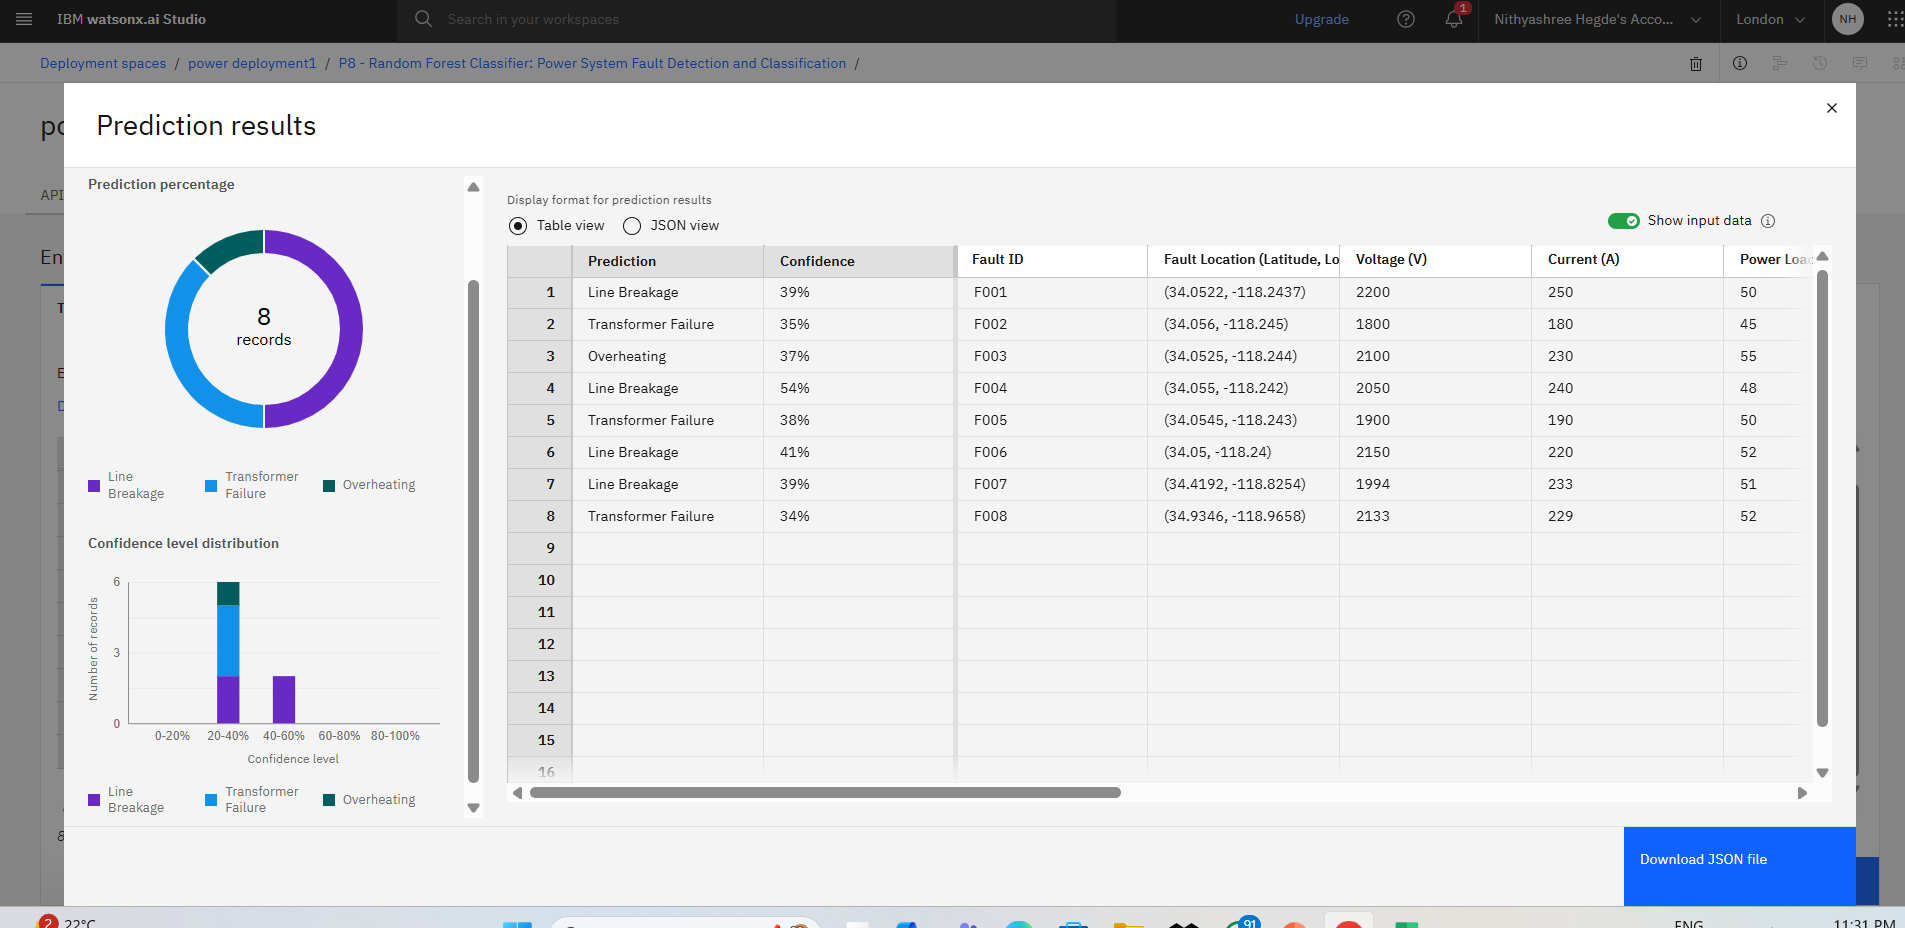 IBM watsonx.ai Studio
Search in your workspaces
Upgrade
1
Nithyashree Hegde's Acco...
London
NH
Deployment spaces / power deployment1 / P8 - Random Forest Classifier: Power System Fault Detection and Classification /
Prediction results
API
Prediction percentage
8
records
Line Breakage
Transformer Failure
Overheating
Confidence level distribution
Number of records
6
3
0
0-20% 20-40% 40-60% 60-80% 80-100%
Confidence level
Line Breakage
Transformer Failure
Overheating
Display format for prediction results
Table view JSON view
Show input data
Prediction Confidence Fault ID Fault Location (Latitude, Lo Voltage (V) Current (A) Power Loa
1 Line Breakage 39% F001 (34.0522, -118.2437) 2200 250 50
2 Transformer Failure 35% F002 (34.056, -118.245) 1800 180 45
3 Overheating 37% F003 (34.0525, -118.244) 2100 230 55
4 Line Breakage 54% F004 (34.055, -118.242) 2050 240 48
5 Transformer Failure 38% F005 (34.0545, -118.243) 1900 190 50
6 Line Breakage 41% F006 (34.05, -118.24) 2150 220 52
7 Line Breakage 39% F007 (34.4192, -118.8254) 1994 233 51
8 Transformer Failure 34% F008 (34.9346, -118.9658) 2133 229 52
9
10
11
12
13
14
15
16
Download JSON file
2
22°C
91
ENG
11:31 PM